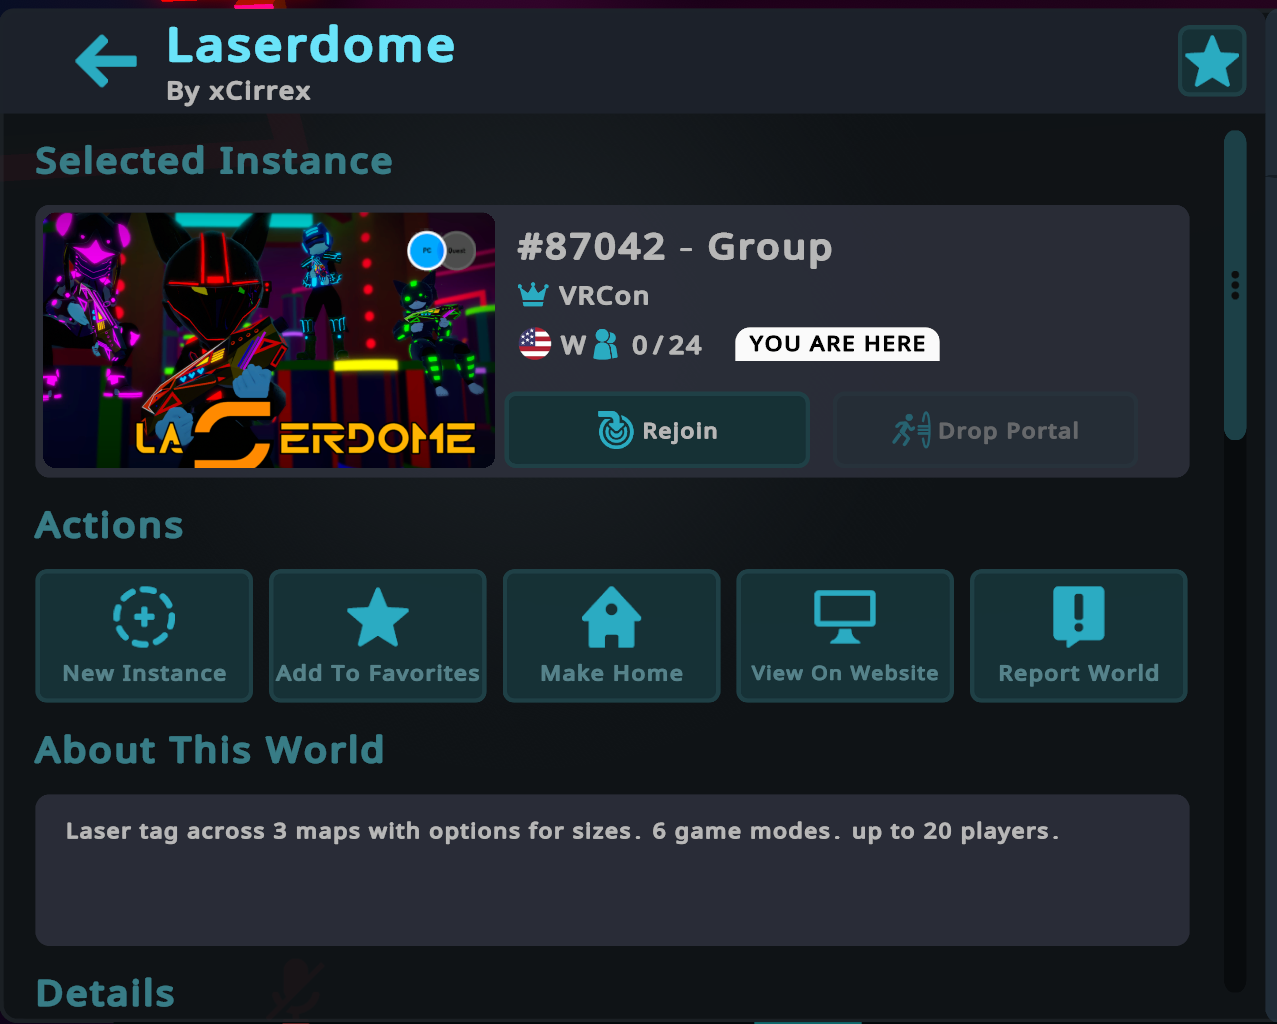 Laserdome
By xCirrex
Selected Instance
PC Quest
LASERDOME
#87042 - Group
VRCon
W 0/24 YOU ARE HERE
Rejoin Drop Portal
Actions
New Instance Add To Favorites Make Home View On Website Report World
About This World
Laser tag across 3 maps with options for sizes. 6 game modes. up to 20 players.
Details